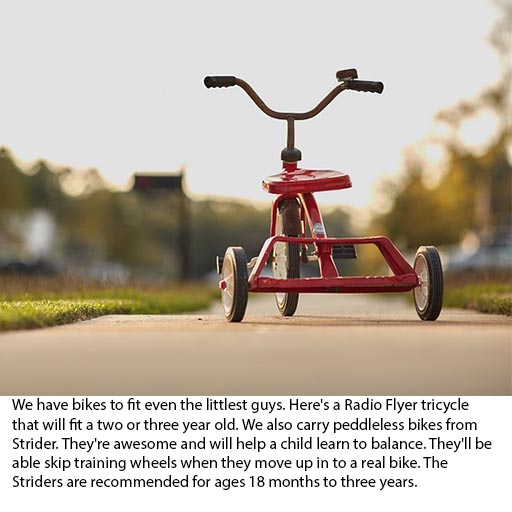 We have bikes to fit even the littlest guys. Here's a Radio Flyer tricycle
that will fit a two or three year old. We also carry peddleless bikes from
Strider. They're awesome and will help a child learn to balance. They'll be
able skip training wheels when they move up in to a real bike. The
Striders are recommended for ages 18 months to three years.